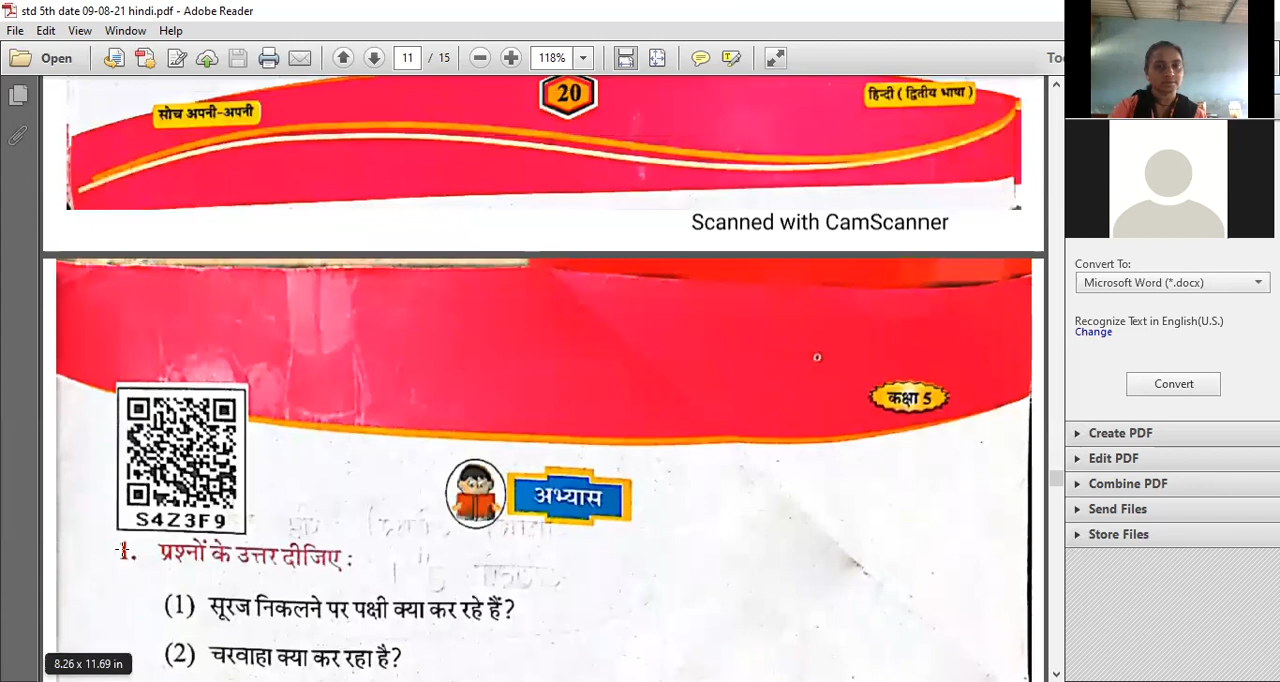 std 5th date 09-08-21 hindi.pdf - Adobe Reader
File Edit View Window Help
Open 11 / 15 118%
सोच अपनी-अपनी 20 हिन्दी ( द्वितीय भाषा )
Scanned with CamScanner
कक्षा 5
S4Z3F9
अभ्यास
1. प्रश्नों के उत्तर दीजिए :
(1) सूरज निकलने पर पक्षी क्या कर रहे हैं?
(2) चरवाहा क्या कर रहा है?
8.26 x 11.69 in
Convert To:
Microsoft Word (*.docx)
Recognize Text in English(U.S.)
Change
Convert
Create PDF
Edit PDF
Combine PDF
Send Files
Store Files